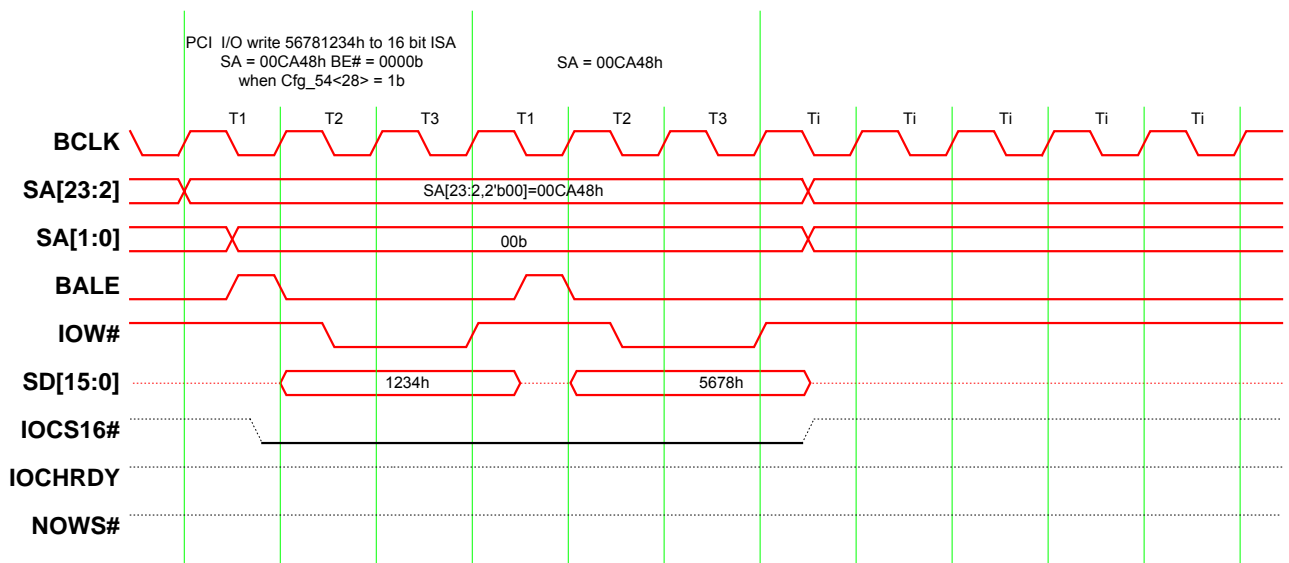 PCI I/O write 56781234h to 16 bit ISA
SA = 00CA48h BE# = 0000b
when Cfg_54<28> = 1b
SA = 00CA48h
T1 T2 T3 T1 T2 T3 Ti Ti Ti Ti Ti
BCLK
SA[23:2] SA[23:2,2'b00]=00CA48h
SA[1:0] 00b
BALE
IOW#
SD[15:0] 1234h 5678h
IOCS16#
IOCHRDY
NOWS#